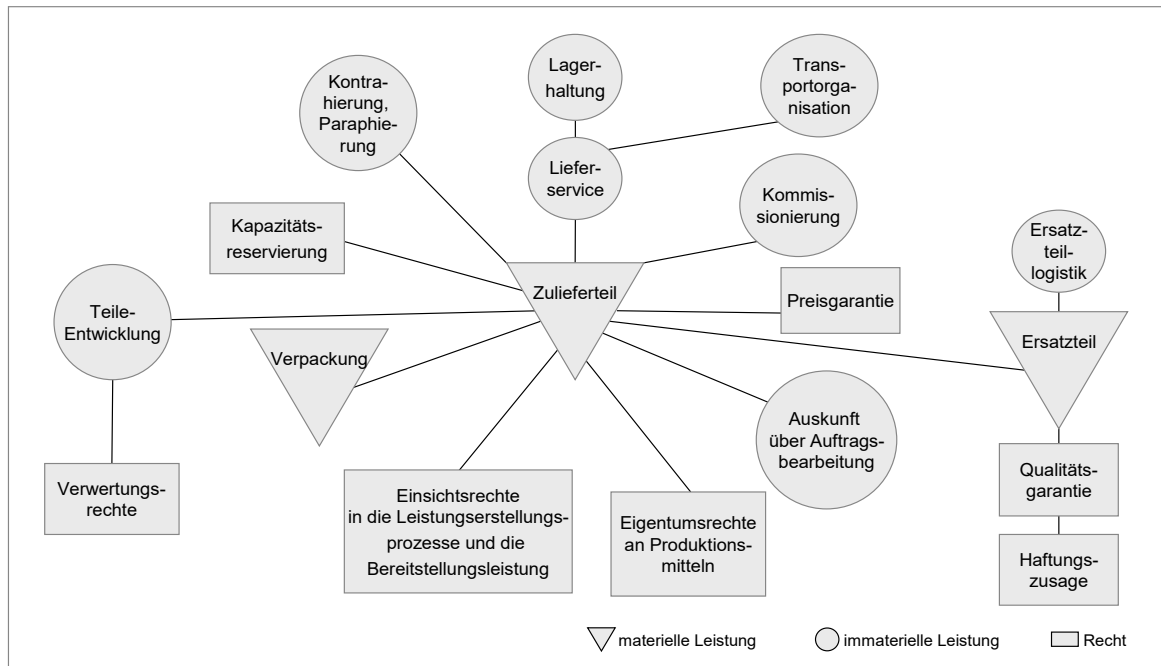 Lager-
haltung
Trans-
portorga-
nisation
Kontra-
hierung,
Paraphie-
rung
Liefer-
service
Kommis-
sionierung
Kapazitäts-
reservierung
Ersatz-
teil-
logistik
Zulieferteil
Preisgarantie
Teile-
Entwicklung
Verpackung
Ersatzteil
Auskunft
über Auftrags-
bearbeitung
Verwertungs-
rechte
Einsichtsrechte
in die Leistungserstellungs-
prozesse und die
Bereitstellungsleistung
Eigentumsrechte
an Produktions-
mitteln
Qualitäts-
garantie
Haftungs-
zusage
materielle Leistung
immaterielle Leistung
Recht